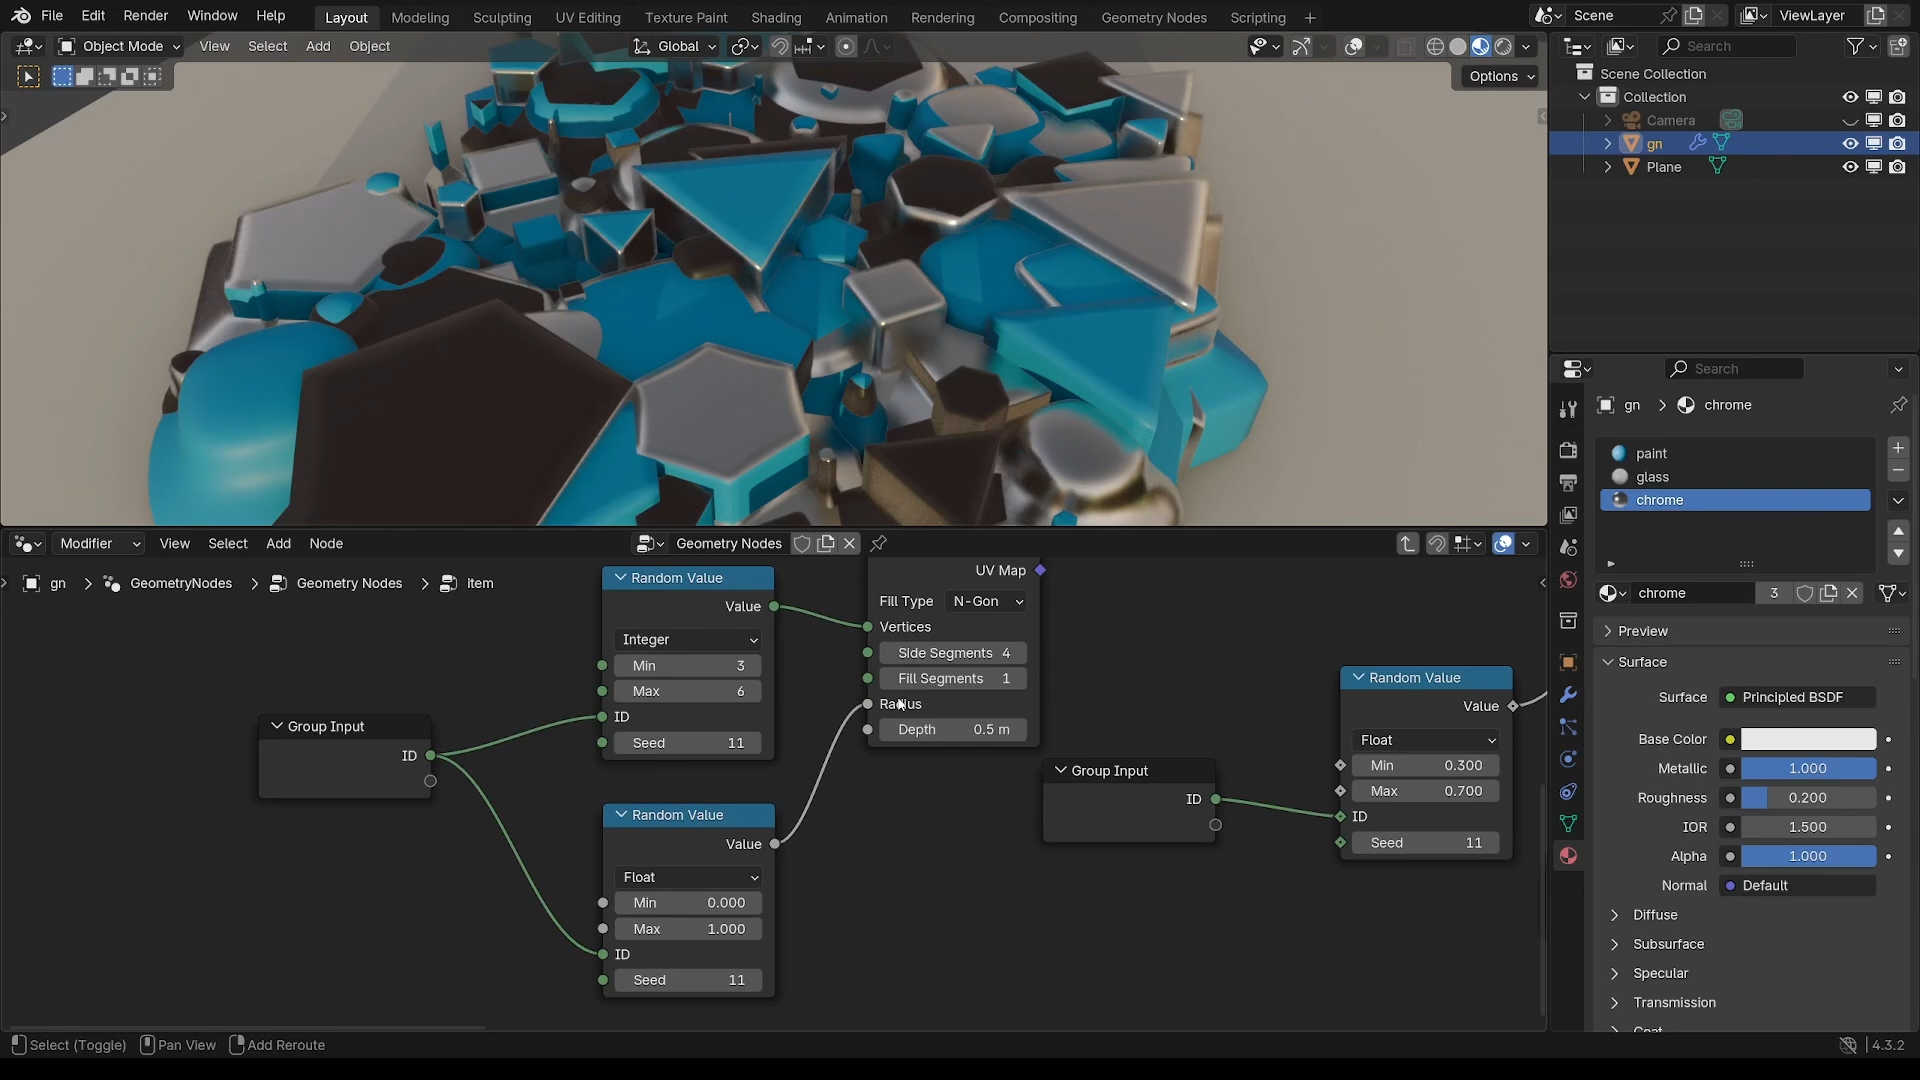 File Edit Render Window Help Layout Modeling Sculpting UV Editing Texture Paint Shading Animation Rendering Compositing Geometry Nodes Scripting + Scene ViewLayer
Object Mode View Select Add Object Global Search
Options
Scene Collection
Collection
Camera
gn
Plane
Search
gn > chrome
paint
glass
chrome
chrome 3
Preview
Surface
Surface Principled BSDF
Base Color
Metallic 1.000
Roughness 0.200
IOR 1.500
Alpha 1.000
Normal Default
Diffuse
Subsurface
Specular
Transmission
Coat
Modifier View Select Add Node Geometry Nodes
gn > GeometryNodes > Geometry Nodes > Item
Random Value
Value
Integer
Min 3
Max 6
ID
Seed 11
UV Map
Fill Type N-Gon
Vertices
Side Segments 4
Fill Segments 1
Radius
Depth 0.5 m
Group Input
ID
Random Value
Value
Float
Min 0.000
Max 1.000
ID
Seed 11
Group Input
ID
Random Value
Value
Float
Min 0.300
Max 0.700
ID
Seed 11
Select (Toggle) Pan View Add Reroute 4.3.2